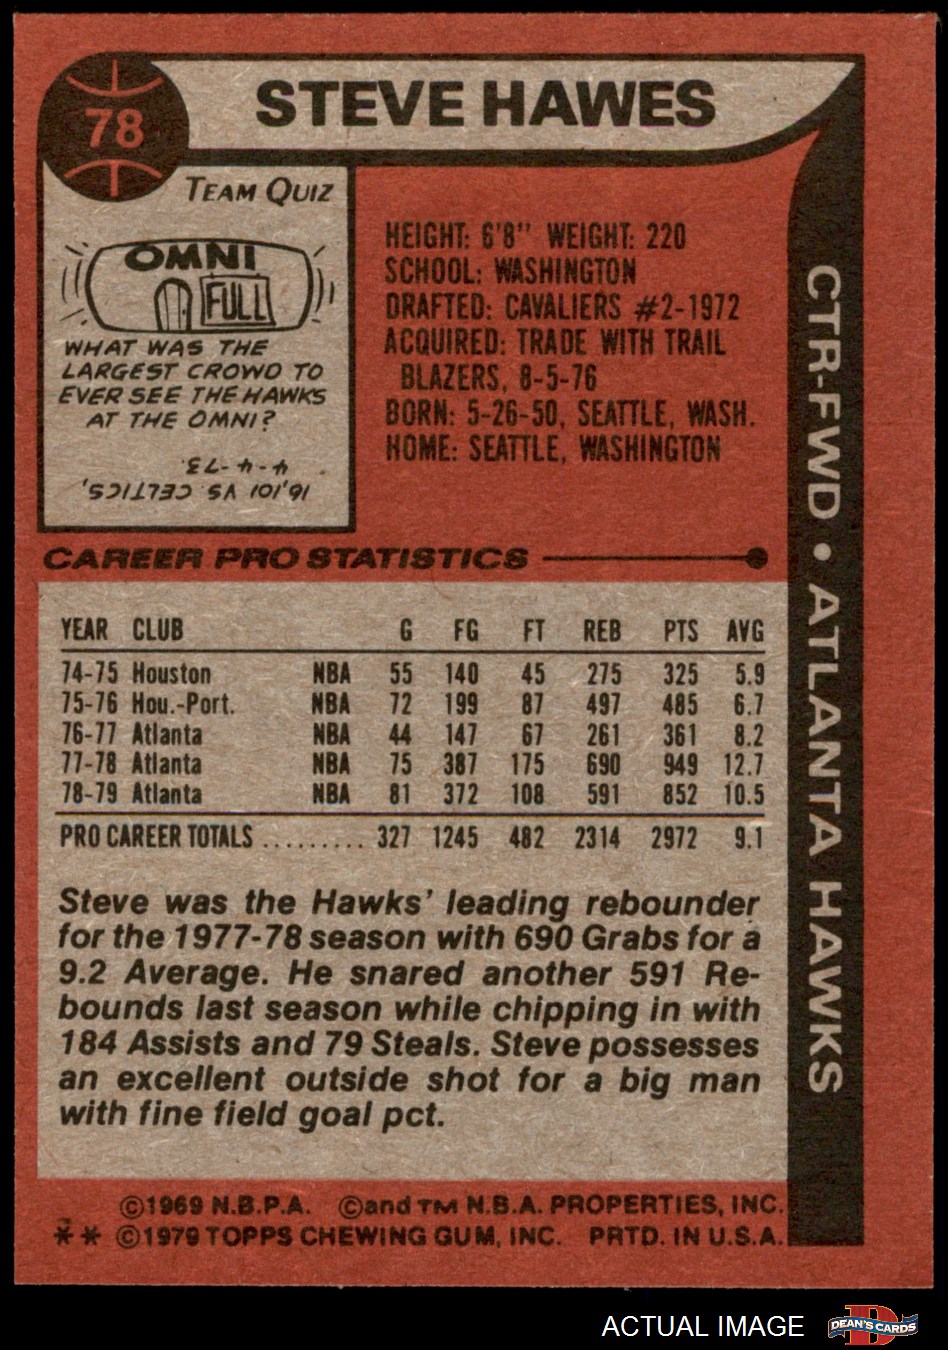 78
STEVE HAWES
TEAM QUIZ
OMNI
FULL
WHAT WAS THE
LARGEST CROWD TO
EVER SEE THE HAWKS
AT THE OMNI?
16,101 VS CELTICS,
4-4-73.
HEIGHT: 6'8" WEIGHT: 220
SCHOOL: WASHINGTON
DRAFTED: CAVALIERS #2-1972
ACQUIRED: TRADE WITH TRAIL
BLAZERS, 8-5-76
BORN: 5-26-50, SEATTLE, WASH.
HOME: SEATTLE, WASHINGTON
CTR-FWD • ATLANTA HAWKS
CAREER PRO STATISTICS
YEAR CLUB G FG FT REB PTS AVG
74-75 Houston NBA 55 140 45 275 325 5.9
75-76 Hou.-Port. NBA 72 199 87 497 485 6.7
76-77 Atlanta NBA 44 147 67 261 361 8.2
77-78 Atlanta NBA 75 387 175 690 949 12.7
78-79 Atlanta NBA 81 372 108 591 852 10.5
PRO CAREER TOTALS ......... 327 1245 482 2314 2972 9.1
Steve was the Hawks' leading rebounder
for the 1977-78 season with 690 Grabs for a
9.2 Average. He snared another 591 Re-
bounds last season while chipping in with
184 Assists and 79 Steals. Steve possesses
an excellent outside shot for a big man
with fine field goal pct.
©1969 N.B.P.A. ©and TM N.B.A. PROPERTIES, INC.
** ©1979 TOPPS CHEWING GUM, INC. PRTD. IN U.S.A.
ACTUAL IMAGE
D
DEAN'S CARDS